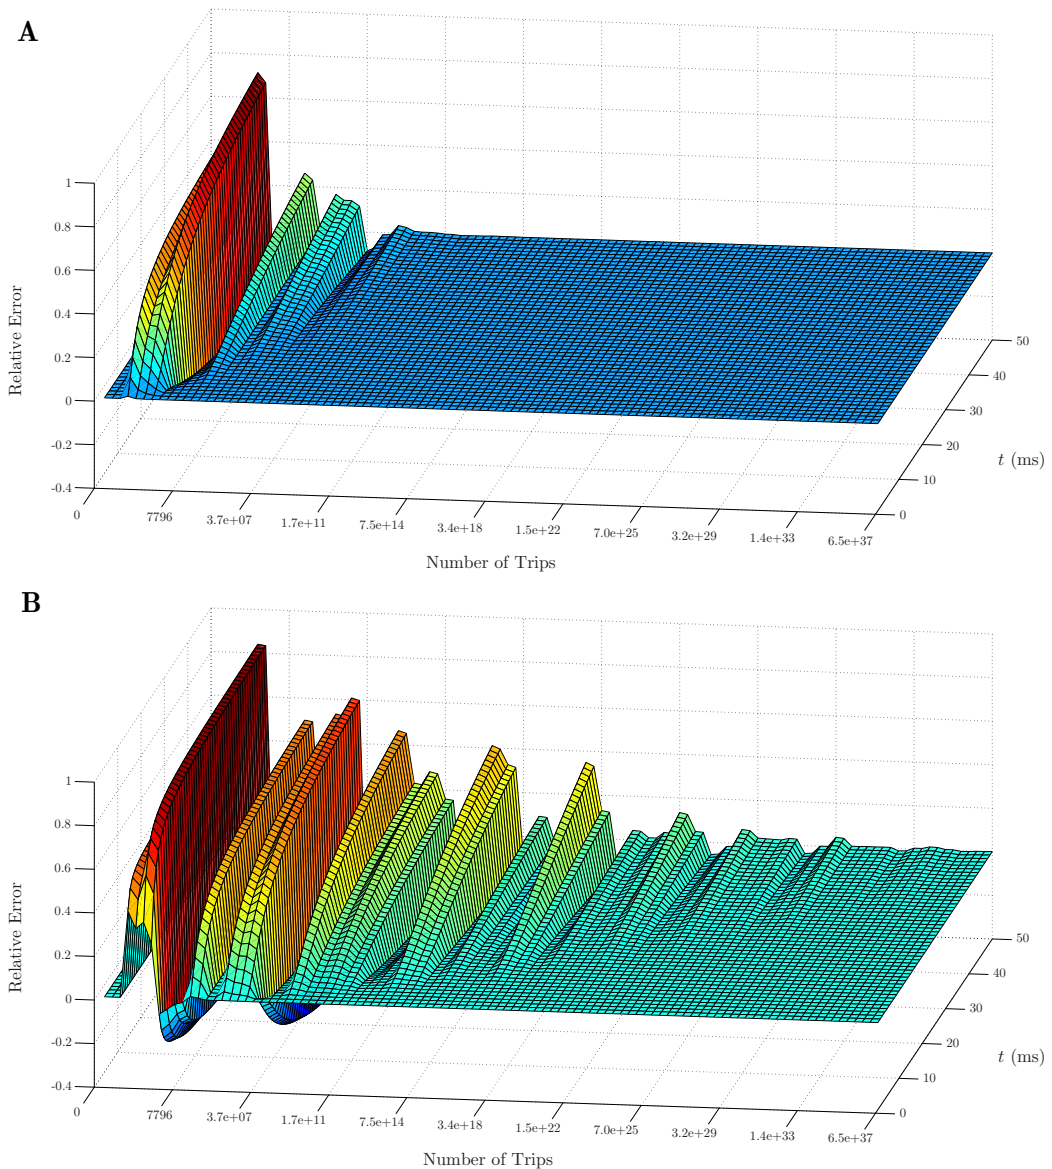 A
1
0.8
0.6
0.4
0.2
0
-0.2
-0.4
Relative Error
0
7796
3.7e+07
1.7e+11
7.5e+14
3.4e+18
1.5e+22
7.0e+25
3.2e+29
1.4e+33
6.5e+37
Number of Trips
50
40
30
20
10
0
t (ms)
B
1
0.8
0.6
0.4
0.2
0
-0.2
-0.4
Relative Error
0
7796
3.7e+07
1.7e+11
7.5e+14
3.4e+18
1.5e+22
7.0e+25
3.2e+29
1.4e+33
6.5e+37
Number of Trips
50
40
30
20
10
0
t (ms)